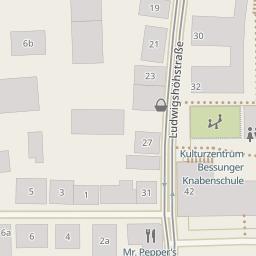 19
30
21
6b
23
32
Ludwigshöhstraße
27
Kulturzentrum
Bessunger
Knabenschule
5
3
1
31
42
6a
6
4
2a
Mr. Pepper's